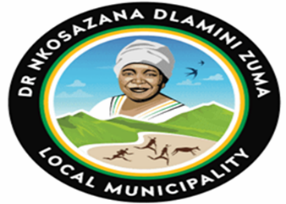 DR NKOSAZANA DLAMINI ZUMA
LOCAL MUNICIPALITY